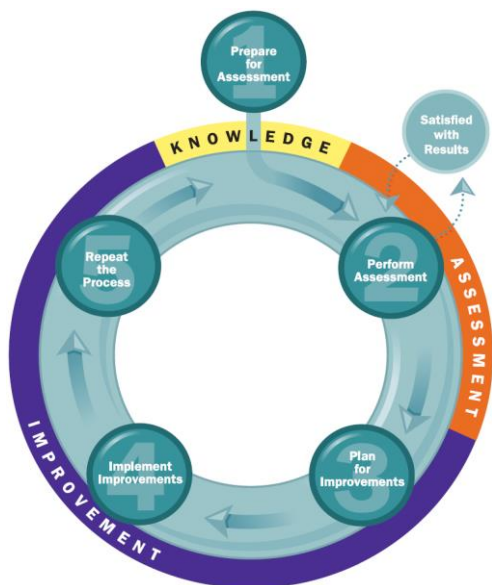 1
Prepare
for
Assessment
KNOWLEDGE
Satisfied
with
Results
ASSESSMENT
2
Perform
Assessment
3
Plan
for
Improvements
4
Implement
Improvements
5
Repeat
the
Process
IMPROVEMENT